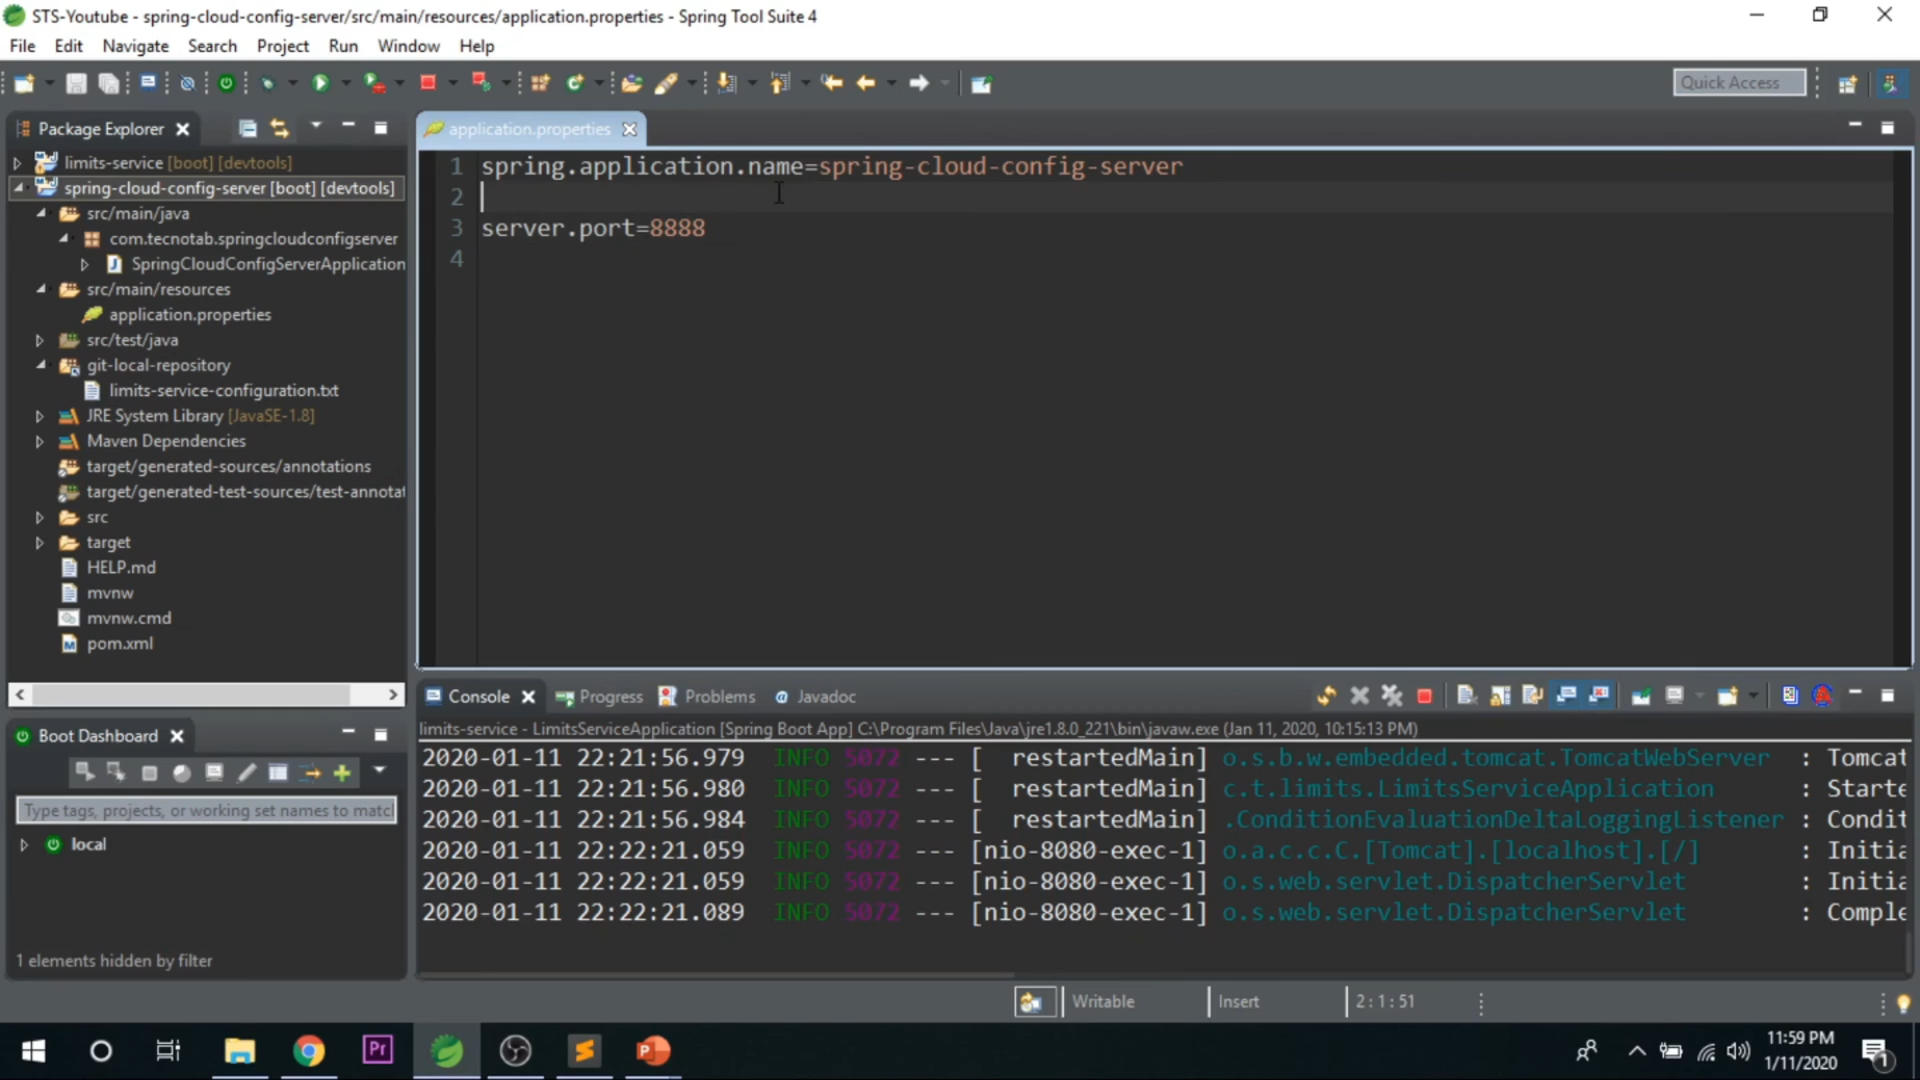 STS-Youtube - spring-cloud-config-server/src/main/resources/application.properties - Spring Tool Suite 4
File Edit Navigate Search Project Run Window Help
Quick Access
Package Explorer
limits-service [boot] [devtools]
spring-cloud-config-server [boot] [devtools]
src/main/java
com.tecnotab.springcloudconfigserver
SpringCloudConfigServerApplication
src/main/resources
application.properties
src/test/java
git-local-repository
limits-service-configuration.txt
JRE System Library [JavaSE-1.8]
Maven Dependencies
target/generated-sources/annotations
target/generated-test-sources/test-annotat
src
target
HELP.md
mvnw
mvnw.cmd
pom.xml
application.properties
1 spring.application.name=spring-cloud-config-server
2
3 server.port=8888
4
Boot Dashboard
Type tags, projects, or working set names to matcl
local
1 elements hidden by filter
Console Progress Problems @ Javadoc
limits-service - LimitsServiceApplication [Spring Boot App] C:\Program Files\Java\jre1.8.0_221\bin\javaw.exe (Jan 11, 2020, 10:15:13 PM)
2020-01-11 22:21:56.979 INFO 5072 --- [ restartedMain] o.s.b.w.embedded.tomcat.TomcatWebServer : Tomcat
2020-01-11 22:21:56.980 INFO 5072 --- [ restartedMain] c.t.limits.LimitsServiceApplication : Starte
2020-01-11 22:21:56.984 INFO 5072 --- [ restartedMain] .ConditionEvaluationDeltaLoggingListener : Condit
2020-01-11 22:22:21.059 INFO 5072 --- [nio-8080-exec-1] o.a.c.c.C.[Tomcat].[localhost].[/] : Initia
2020-01-11 22:22:21.059 INFO 5072 --- [nio-8080-exec-1] o.s.web.servlet.DispatcherServlet : Initia
2020-01-11 22:22:21.089 INFO 5072 --- [nio-8080-exec-1] o.s.web.servlet.DispatcherServlet : Comple
Writable Insert 2 : 1 : 51
Pr
11:59 PM
1/11/2020
1